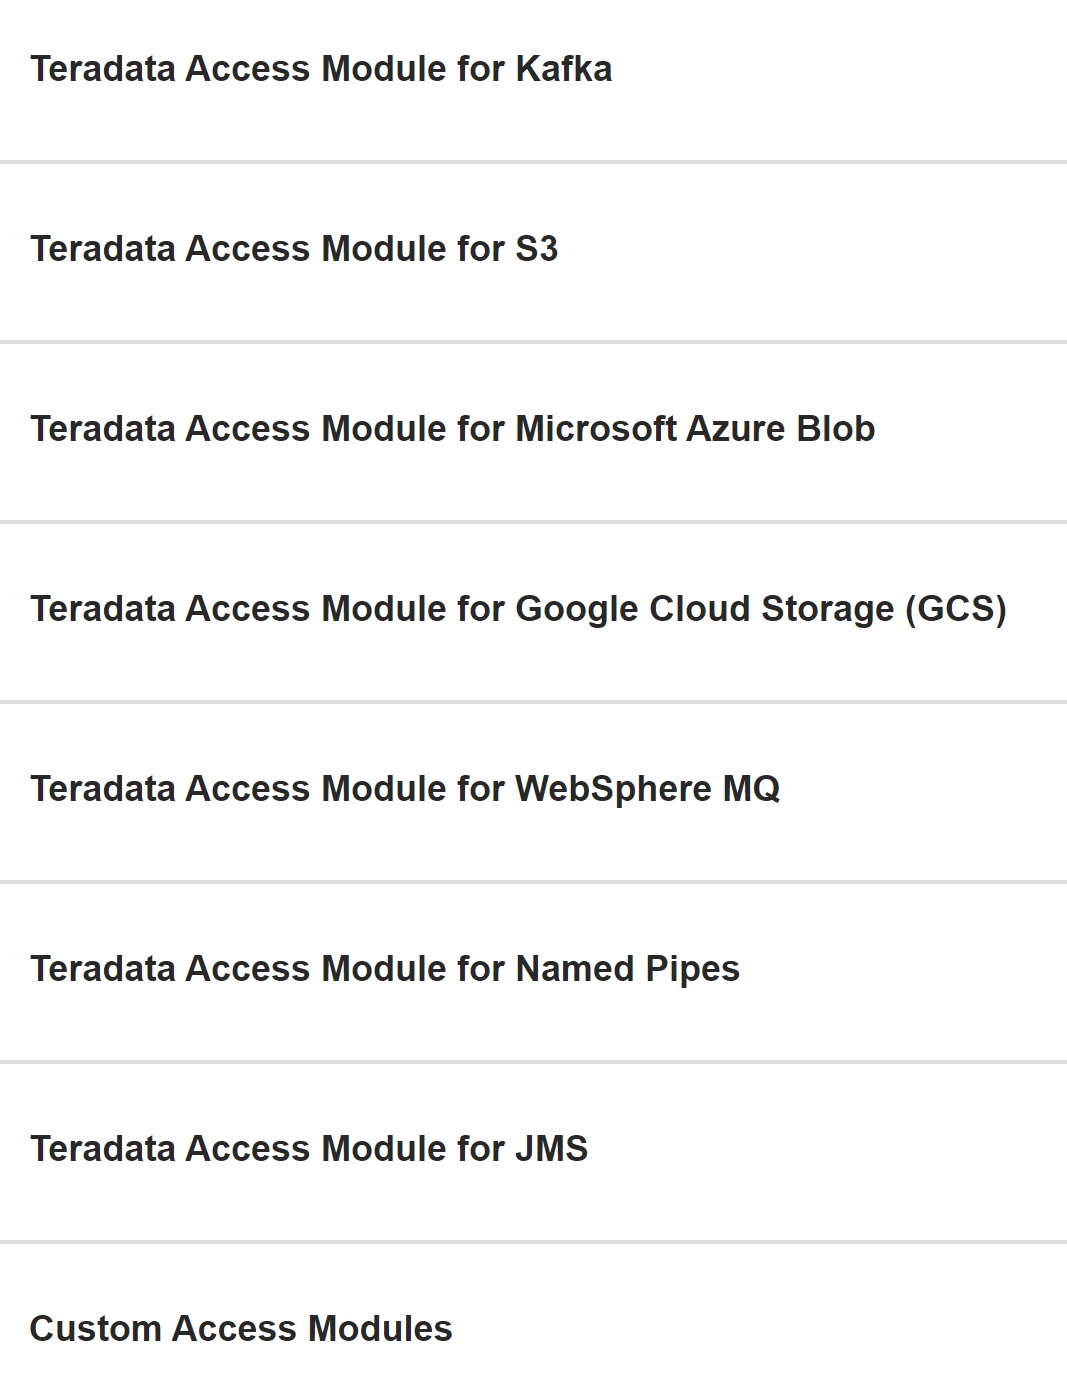 Teradata Access Module for Kafka
Teradata Access Module for S3
Teradata Access Module for Microsoft Azure Blob
Teradata Access Module for Google Cloud Storage (GCS)
Teradata Access Module for WebSphere MQ
Teradata Access Module for Named Pipes
Teradata Access Module for JMS
Custom Access Modules